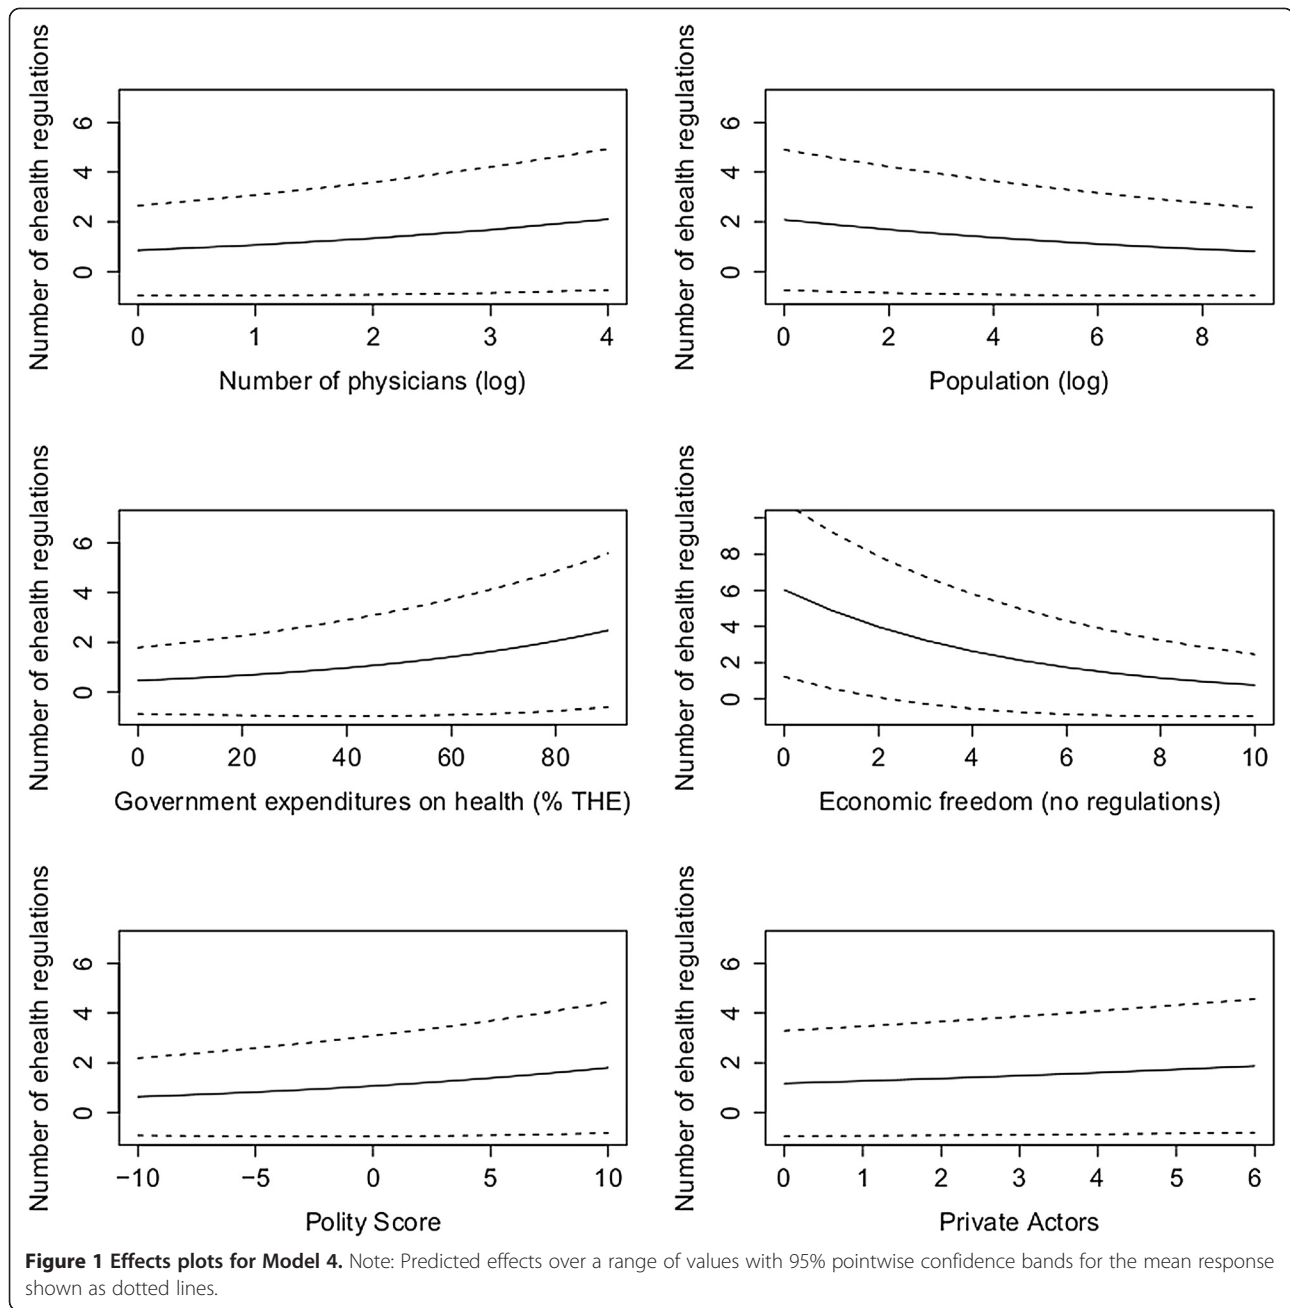 Number of ehealth regulations
6
4
2
0
0 1 2 3 4
Number of physicians (log)
Number of ehealth regulations
6
4
2
0
0 2 4 6 8
Population (log)
Number of ehealth regulations
6
4
2
0
0 20 40 60 80
Government expenditures on health (% THE)
Number of ehealth regulations
8
6
4
2
0
0 2 4 6 8 10
Economic freedom (no regulations)
Number of ehealth regulations
6
4
2
0
−10 −5 0 5 10
Polity Score
Number of ehealth regulations
6
4
2
0
0 1 2 3 4 5 6
Private Actors
Figure 1 Effects plots for Model 4. Note: Predicted effects over a range of values with 95% pointwise confidence bands for the mean response
shown as dotted lines.